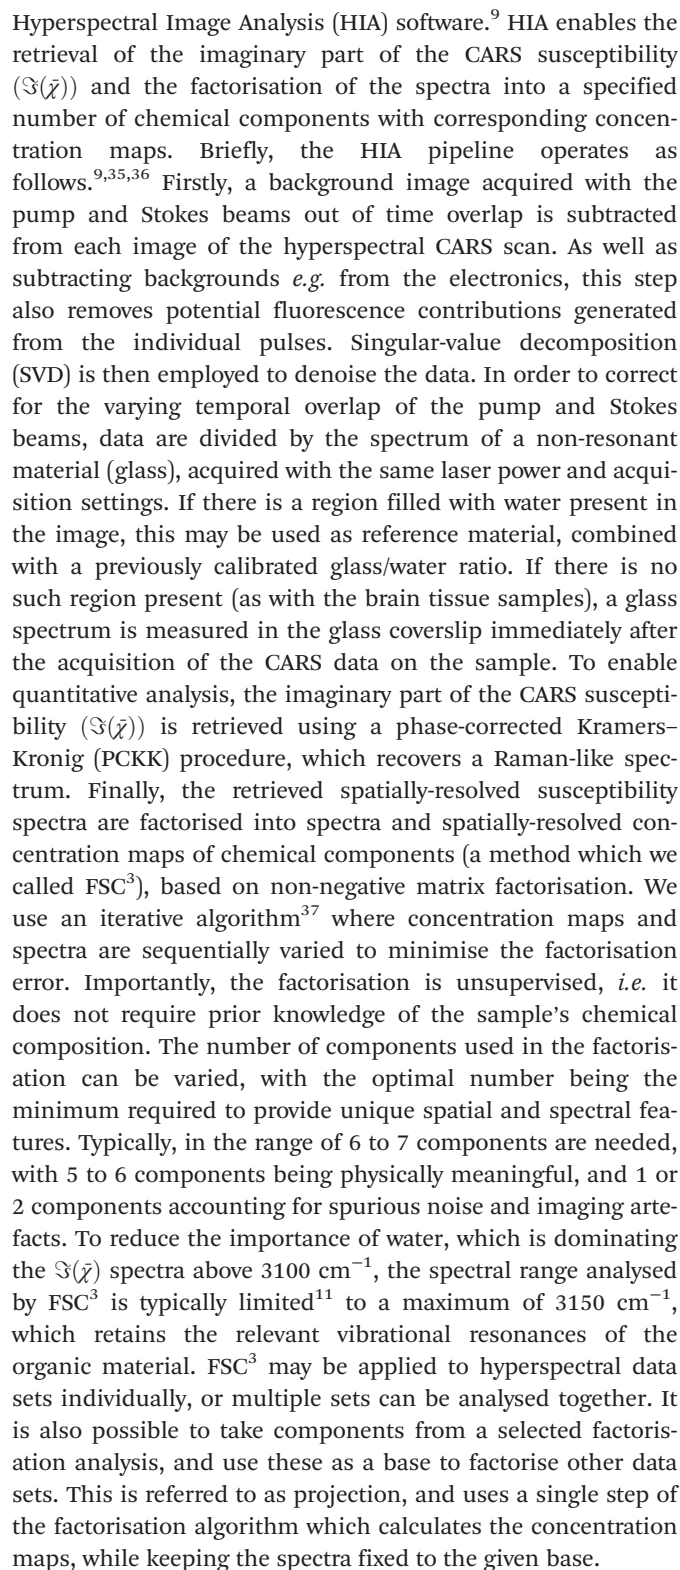 Hyperspectral Image Analysis (HIA) software.⁹ HIA enables the
retrieval of the imaginary part of the CARS susceptibility
(ℑ(χ̄)) and the factorisation of the spectra into a specified
number of chemical components with corresponding concen-
tration maps. Briefly, the HIA pipeline operates as
follows.⁹,³⁵,³⁶ Firstly, a background image acquired with the
pump and Stokes beams out of time overlap is subtracted
from each image of the hyperspectral CARS scan. As well as
subtracting backgrounds e.g. from the electronics, this step
also removes potential fluorescence contributions generated
from the individual pulses. Singular-value decomposition
(SVD) is then employed to denoise the data. In order to correct
for the varying temporal overlap of the pump and Stokes
beams, data are divided by the spectrum of a non-resonant
material (glass), acquired with the same laser power and acqui-
sition settings. If there is a region filled with water present in
the image, this may be used as reference material, combined
with a previously calibrated glass/water ratio. If there is no
such region present (as with the brain tissue samples), a glass
spectrum is measured in the glass coverslip immediately after
the acquisition of the CARS data on the sample. To enable
quantitative analysis, the imaginary part of the CARS suscepti-
bility (ℑ(χ̄)) is retrieved using a phase-corrected Kramers–
Kronig (PCKK) procedure, which recovers a Raman-like spec-
trum. Finally, the retrieved spatially-resolved susceptibility
spectra are factorised into spectra and spatially-resolved con-
centration maps of chemical components (a method which we
called FSC³), based on non-negative matrix factorisation. We
use an iterative algorithm³⁷ where concentration maps and
spectra are sequentially varied to minimise the factorisation
error. Importantly, the factorisation is unsupervised, i.e. it
does not require prior knowledge of the sample's chemical
composition. The number of components used in the factoris-
ation can be varied, with the optimal number being the
minimum required to provide unique spatial and spectral fea-
tures. Typically, in the range of 6 to 7 components are needed,
with 5 to 6 components being physically meaningful, and 1 or
2 components accounting for spurious noise and imaging arte-
facts. To reduce the importance of water, which is dominating
the ℑ(χ̄) spectra above 3100 cm⁻¹, the spectral range analysed
by FSC³ is typically limited¹¹ to a maximum of 3150 cm⁻¹,
which retains the relevant vibrational resonances of the
organic material. FSC³ may be applied to hyperspectral data
sets individually, or multiple sets can be analysed together. It
is also possible to take components from a selected factoris-
ation analysis, and use these as a base to factorise other data
sets. This is referred to as projection, and uses a single step of
the factorisation algorithm which calculates the concentration
maps, while keeping the spectra fixed to the given base.